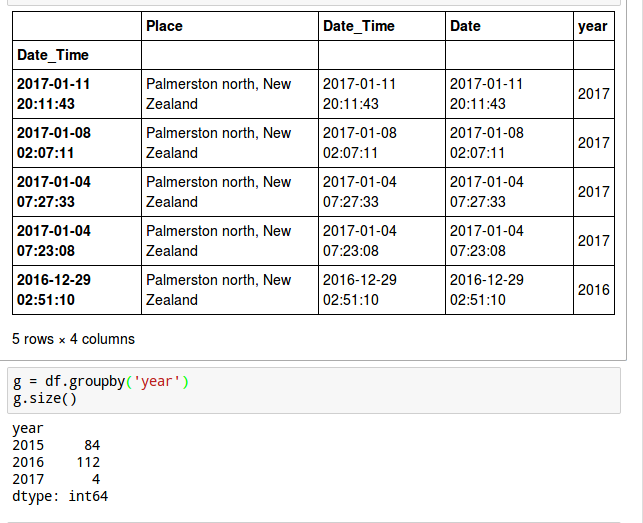 Place Date_Time Date year
Date_Time
2017-01-11 Palmerston north, New 2017-01-11 2017-01-11 2017
20:11:43 Zealand 20:11:43 20:11:43
2017-01-08 Palmerston north, New 2017-01-08 2017-01-08 2017
02:07:11 Zealand 02:07:11 02:07:11
2017-01-04 Palmerston north, New 2017-01-04 2017-01-04 2017
07:27:33 Zealand 07:27:33 07:27:33
2017-01-04 Palmerston north, New 2017-01-04 2017-01-04 2017
07:23:08 Zealand 07:23:08 07:23:08
2016-12-29 Palmerston north, New 2016-12-29 2016-12-29 2016
02:51:10 Zealand 02:51:10 02:51:10
5 rows × 4 columns
g = df.groupby('year')
g.size()
year
2015 84
2016 112
2017 4
dtype: int64